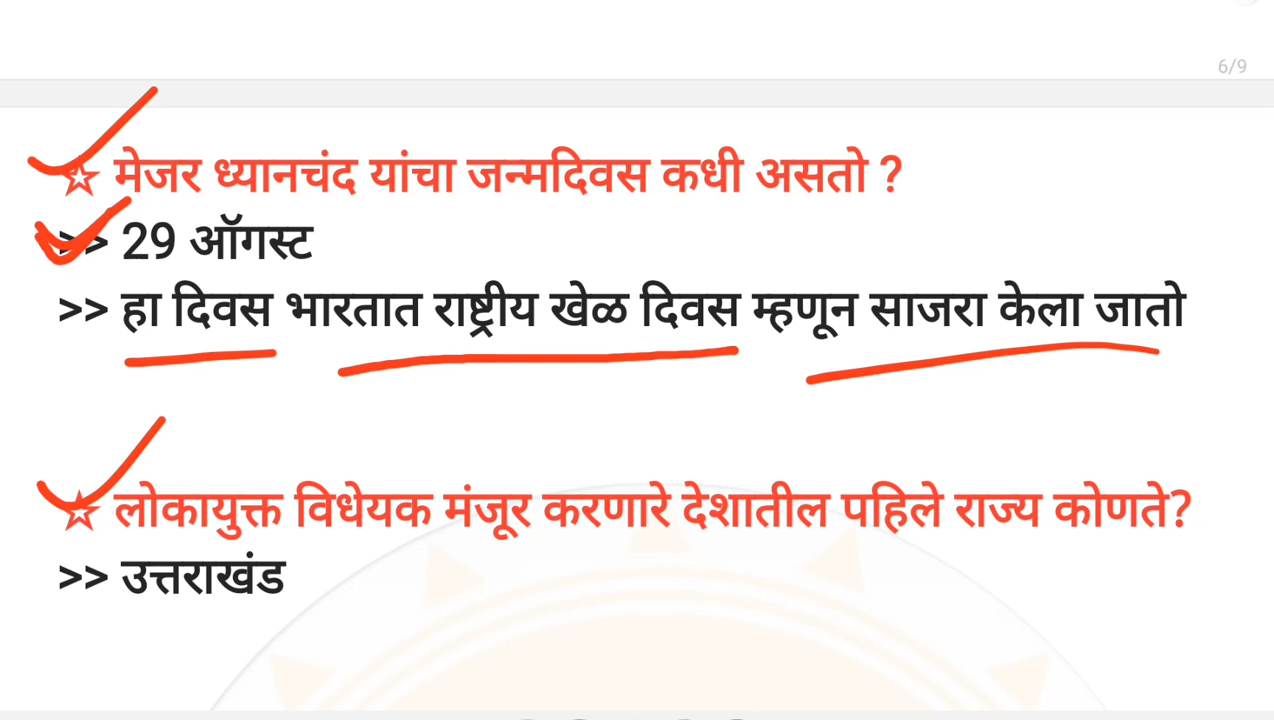 6/9
☆ मेजर ध्यानचंद यांचा जन्मदिवस कधी असतो ?
>> 29 ऑगस्ट
>> हा दिवस भारतात राष्ट्रीय खेळ दिवस म्हणून साजरा केला जातो
☆ लोकायुक्त विधेयक मंजूर करणारे देशातील पहिले राज्य कोणते?
>> उत्तराखंड